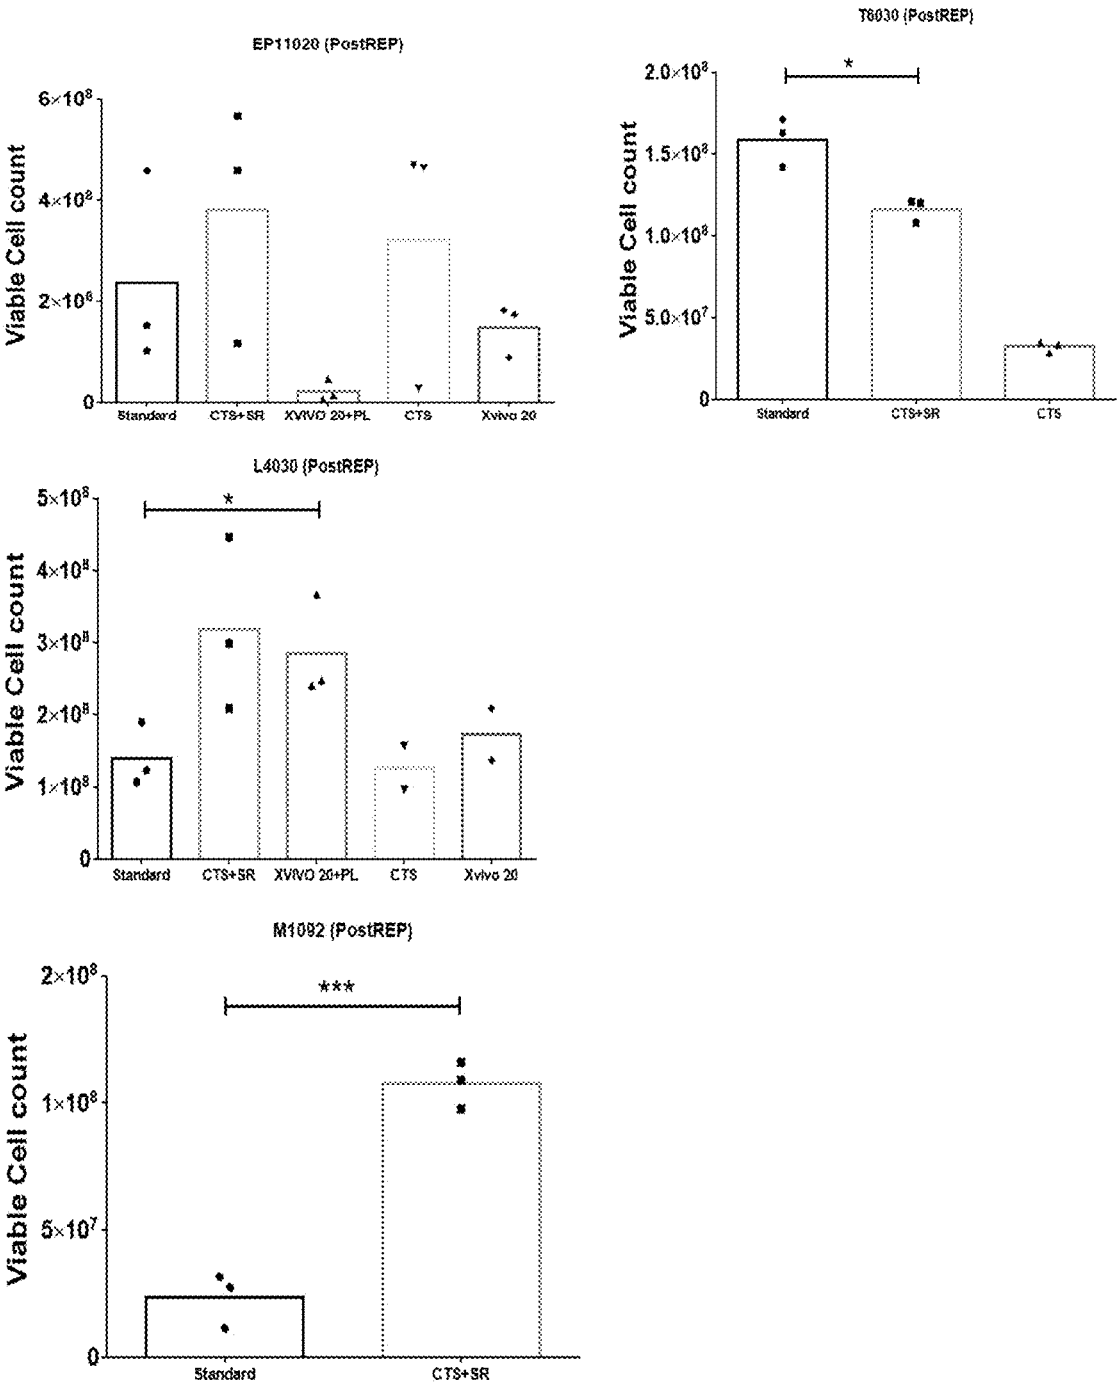 EP11020 (PostREP)
Viable Cell count
6×10⁸
4×10⁸
2×10⁸
0
Standard CTS+SR XVIVO 20+PL CTS Xvivo 20
T6030 (PostREP)
Viable Cell count
*
2.0×10⁸
1.5×10⁸
1.0×10⁸
5.0×10⁷
0
Standard CTS+SR CTS
L4030 (PostREP)
Viable Cell count
*
5×10⁸
4×10⁸
3×10⁸
2×10⁸
1×10⁸
0
Standard CTS+SR XVIVO 20+PL CTS Xvivo 20
M1092 (PostREP)
Viable Cell count
***
2×10⁸
1×10⁸
5×10⁷
0
Standard CTS+SR